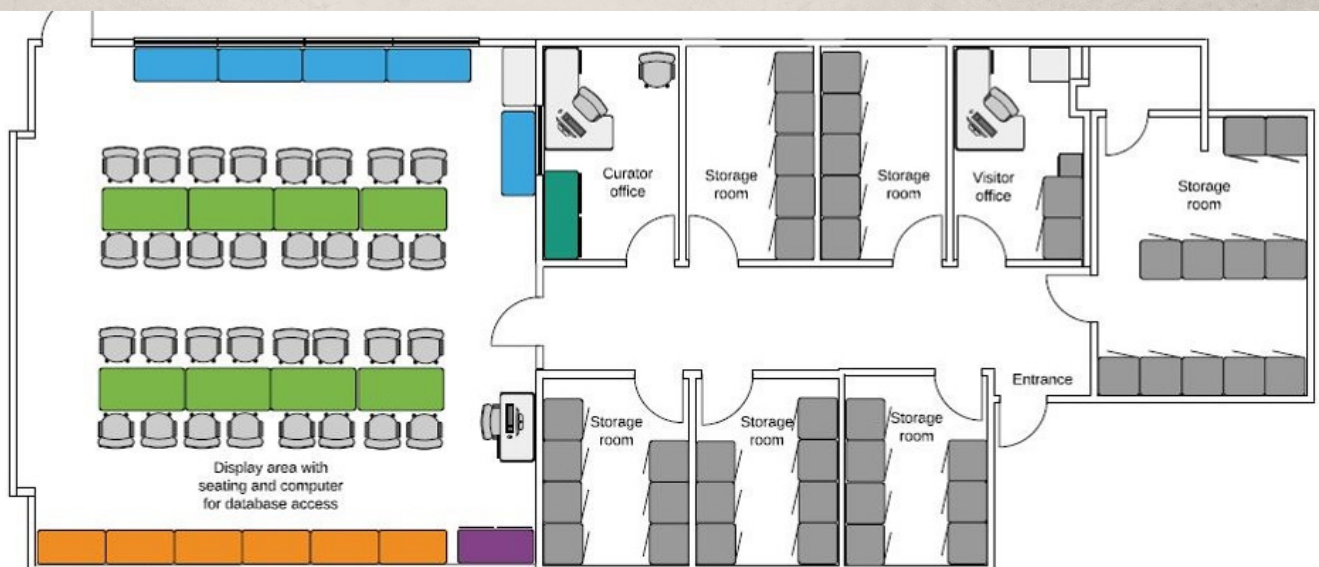 Curator
office
Storage
room
Storage
room
Visitor
office
Storage
room
Entrance
Storage
room
Storage
room
Storage
room
Display area with
seating and computer
for database access